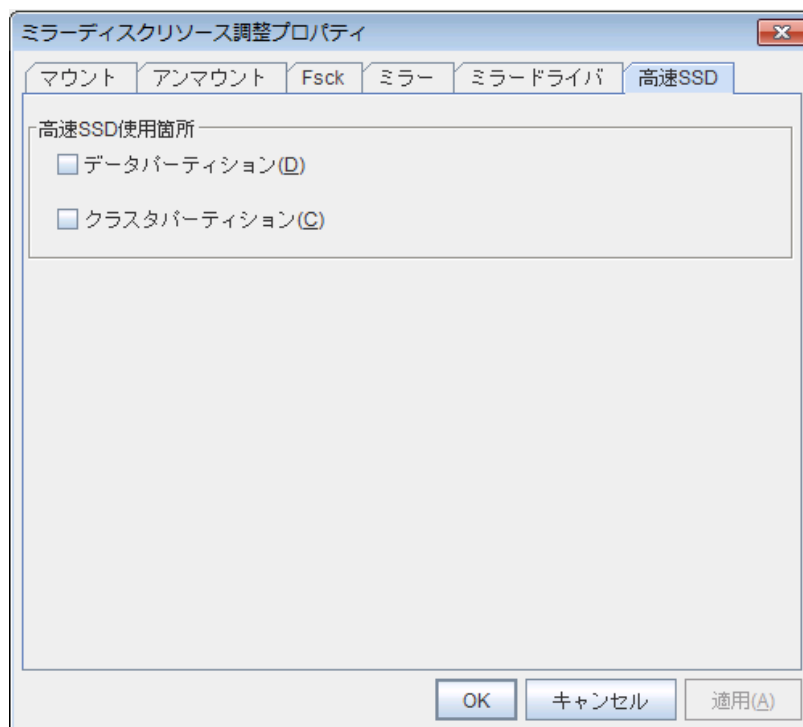 ミラーディスクリソース調整プロパティ
マウント アンマウント Fsck ミラー ミラードライバ 高速SSD
高速SSD使用箇所
データパーティション(D)
クラスタパーティション(C)
OK キャンセル 適用(A)